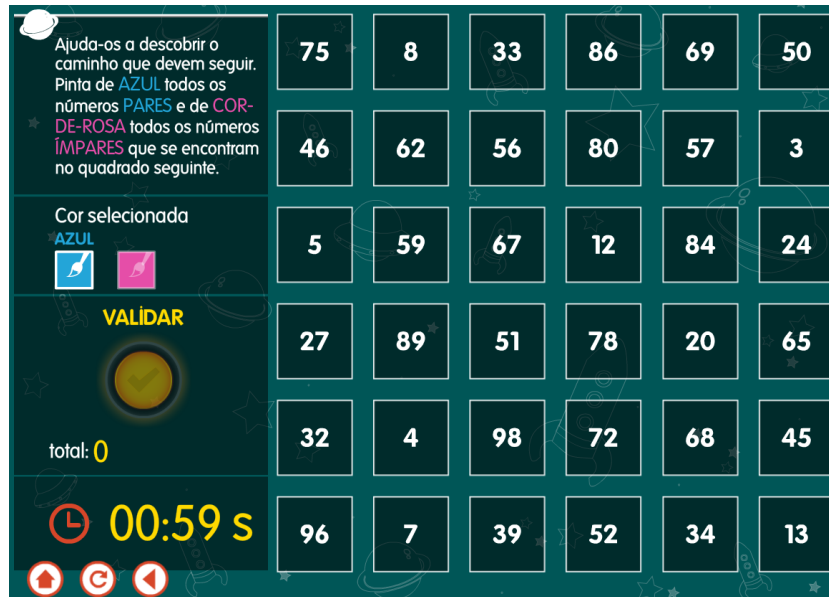 Ajuda-os a descobrir o
caminho que devem seguir.
Pinta de AZUL todos os
números PARES e de COR-
DE-ROSA todos os números
ÍMPARES que se encontram
no quadrado seguinte.
Cor selecionada
AZUL
VALIDAR
total: 0
00:59 s
75 8 33 86 69 50
46 62 56 80 57 3
5 59 67 12 84 24
27 89 51 78 20 65
32 4 98 72 68 45
96 7 39 52 34 13